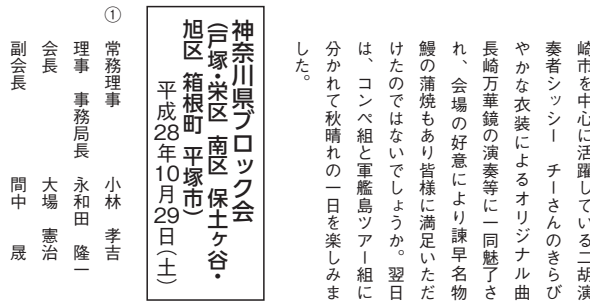 崎市を中心に活躍している二胡演
奏者シッシー　チーさんのきらび
やかな衣装によるオリジナル曲
長崎万華鏡の演奏等に一同魅了さ
れ、会場の好意により諫早名物
鰻の蒲焼もあり皆様に満足いただ
けたのではないでしょうか。翌日
は、コンペ組と軍艦島ツアー組に
分かれて秋晴れの一日を楽しみま
した。
神奈川県ブロック会
（戸塚・栄区 南区 保土ヶ谷・
旭区 箱根町 平塚市）
平成28年10月29日（土）
① 常務理事　小林　孝吉
理事　事務局長　永和田　隆一
会長　大場　憲治
副会長　間中　晟